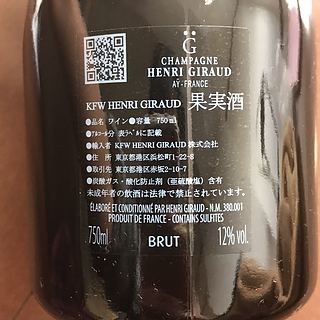 G
CHAMPAGNE
HENRI GIRAUD
AŸ-FRANCE
KFW HENRI GIRAUD 果実酒
●品名 ワイン●容量 750ml
●アルコール分 表ラベルに記載
●輸入者 KFW HENRI GIRAUD 株式会社
●住 所 東京都港区浜松町1-22-8
●取引先 東京都港区赤坂2-10-7
●炭酸ガス・酸化防止剤(亜硫酸塩)含有
未成年者の飲酒は法律で禁止されています。
ÉLABORÉ ET CONDITIONNÉ PAR HENRI GIRAUD - N.M. 380.001
PRODUIT DE FRANCE - CONTAINS SULFITES
750ml BRUT 12% vol.